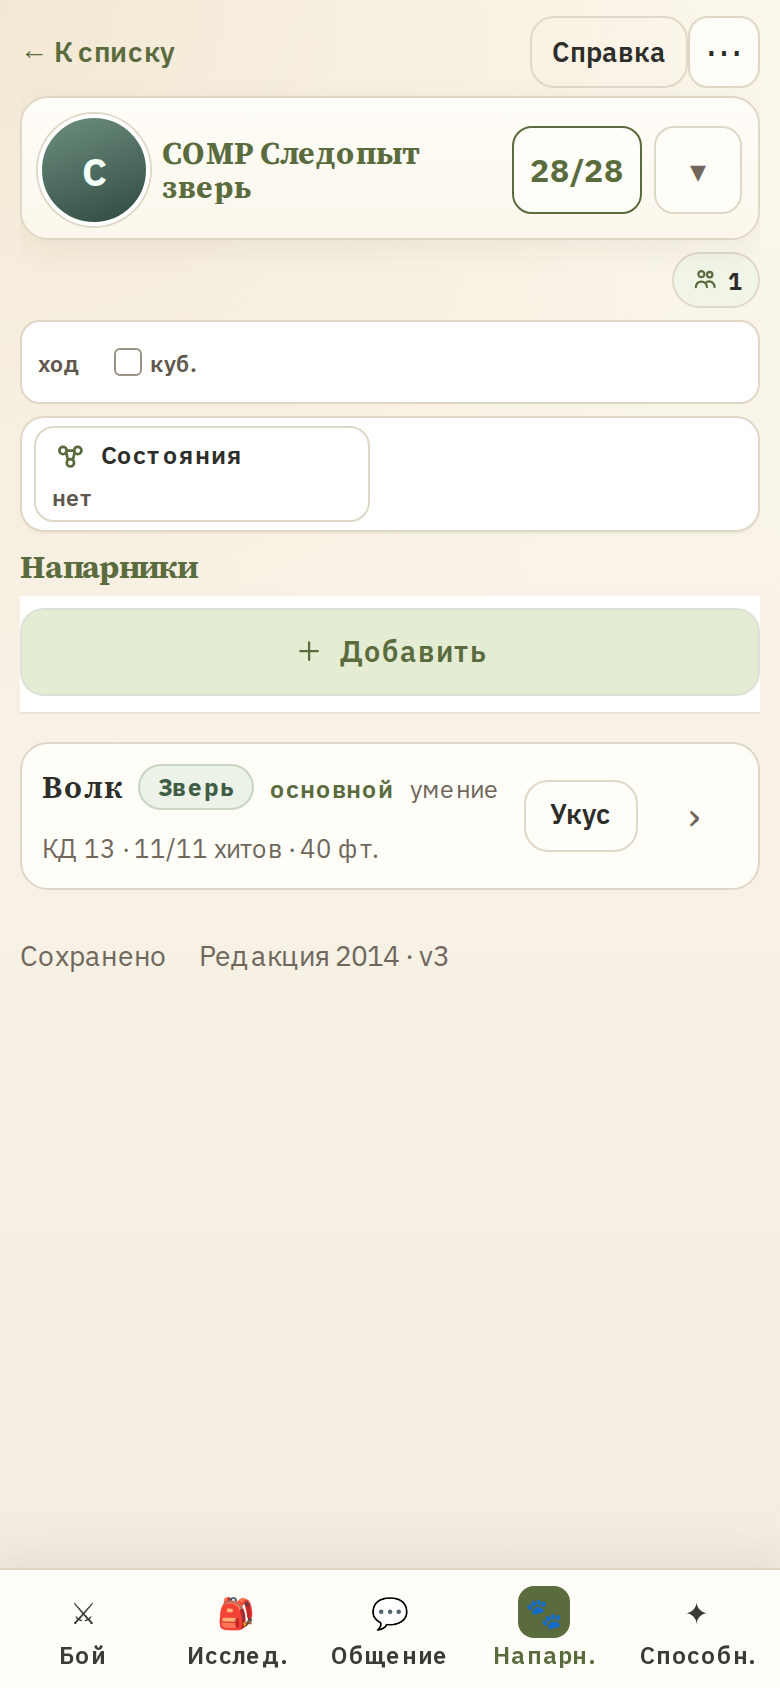 ← К списку
Справка
...
С
COMP Следопыт
зверь
28/28
▼
1
ход
куб.
Состояния
нет
Напарники
+ Добавить
Волк Зверь основной умение
Укус
›
КД 13 · 11/11 хитов · 40 фт.
Сохранено Редакция 2014 · v3
Бой
Исслед.
Общение
Напарн.
Способн.